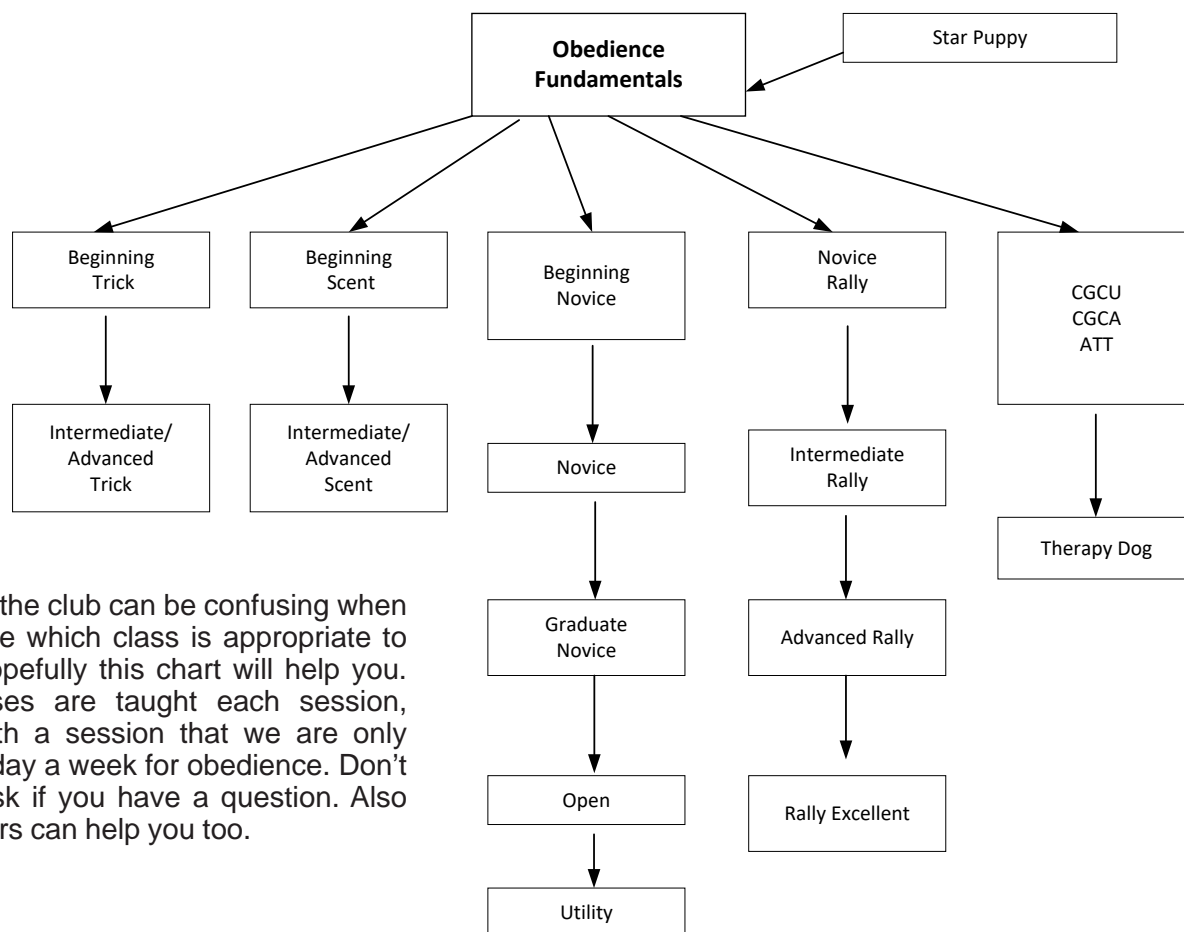 Obedience
Fundamentals
Star Puppy
Beginning
Trick
Beginning
Scent
Beginning
Novice
Novice
Rally
CGCU
CGCA
ATT
Intermediate/
Advanced
Trick
Intermediate/
Advanced
Scent
Novice
Intermediate
Rally
Therapy Dog
Graduate
Novice
Advanced Rally
Open
Rally Excellent
Utility
the club can be confusing when
e which class is appropriate to
opefully this chart will help you.
ses are taught each session,
th a session that we are only
day a week for obedience. Don’t
sk if you have a question. Also
rs can help you too.